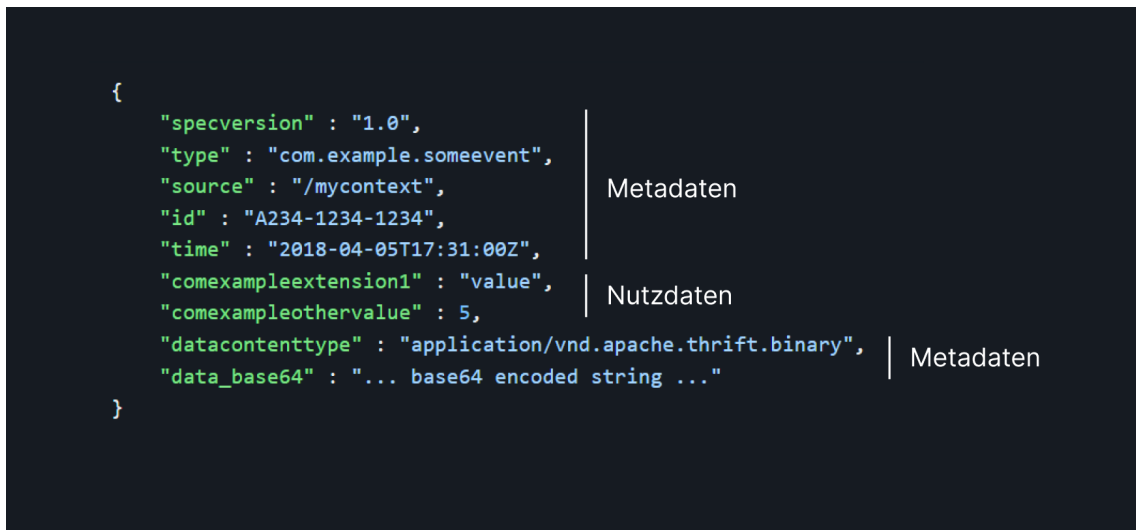 {
"specversion" : "1.0",
"type" : "com.example.someevent",
"source" : "/mycontext",
"id" : "A234-1234-1234",
"time" : "2018-04-05T17:31:00Z",
Metadaten
"comexampleextension1" : "value",
"comexampleothervalue" : 5,
Nutzdaten
"datacontenttype" : "application/vnd.apache.thrift.binary",
"data_base64" : "... base64 encoded string ..."
Metadaten
}